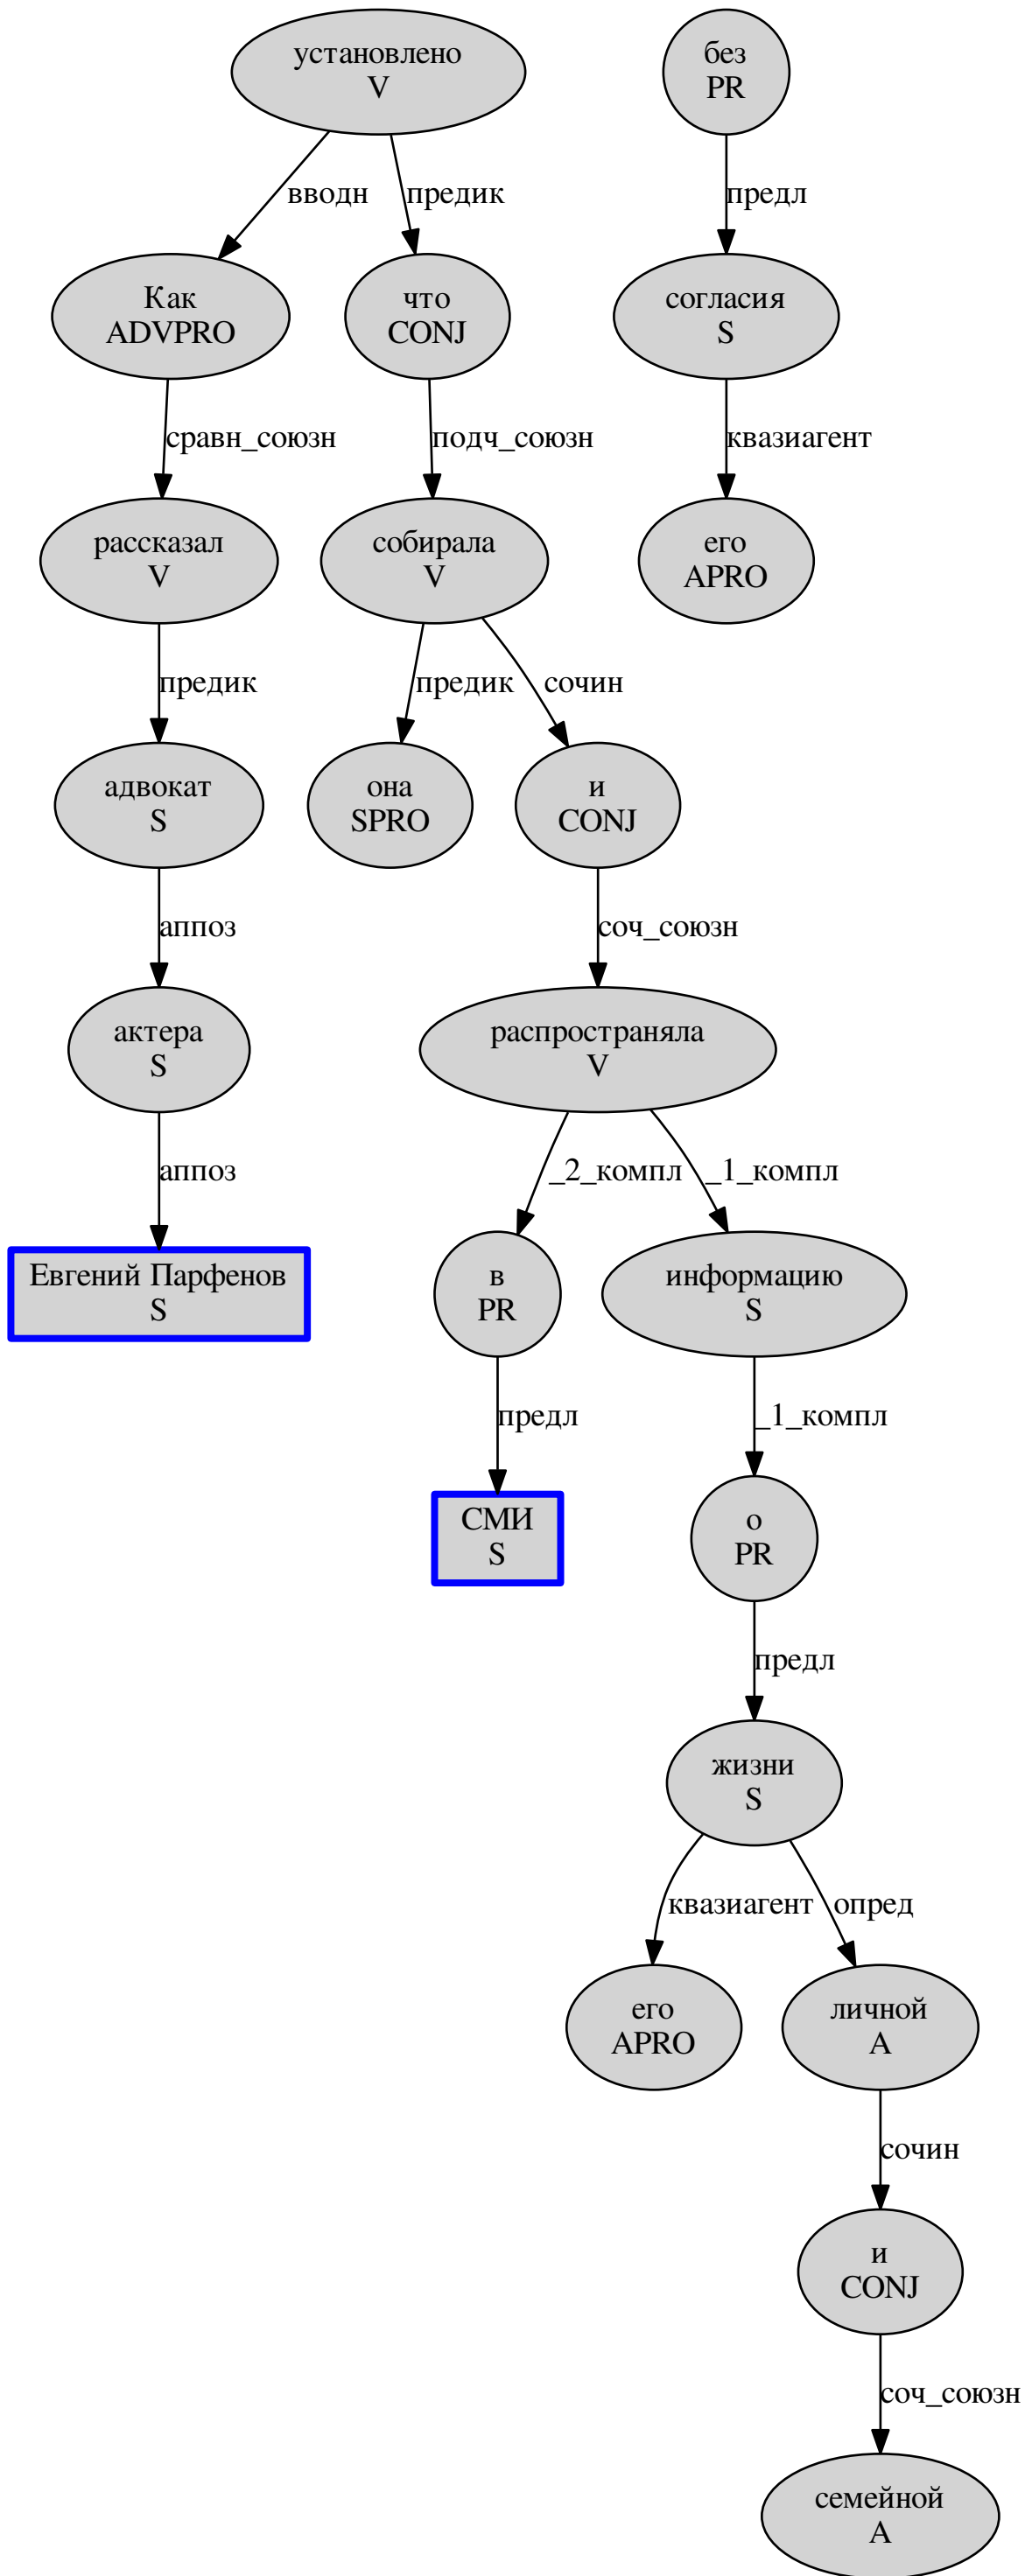 установлено
V
без
PR
вводн
предик
предл
Как
ADVPRO
что
CONJ
согласия
S
сравн_союзн
подч_союзн
квазиагент
рассказал
V
собирала
V
его
APRO
предик
предик
сочин
адвокат
S
она
SPRO
и
CONJ
аппоз
соч_союзн
актера
S
распространяла
V
аппоз
_2_компл
_1_компл
Евгений Парфенов
S
в
PR
информацию
S
предл
_1_компл
СМИ
S
о
PR
предл
жизни
S
квазиагент
опред
его
APRO
личной
A
сочин
и
CONJ
соч_союзн
семейной
A